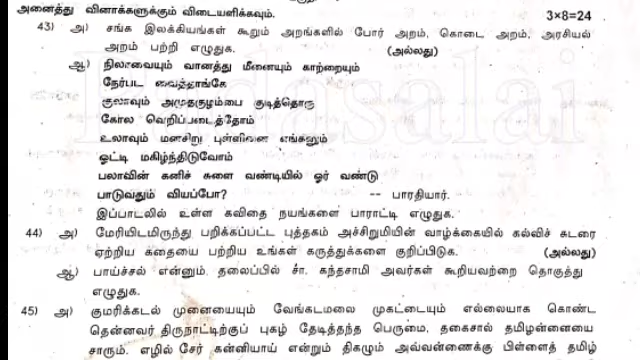 அனைத்து வினாக்களுக்கும் விடையளிக்கவும். 3×8=24
43) அ) சங்க இலக்கியங்கள் கூறும் அறங்களில் போர் அறம், கொடை அறம், அரசியல்
அறம் பற்றி எழுதுக. (அல்லது)
ஆ) நிலாவையும் வானத்து மீனையும் காற்றையும்
நேர்பட வைத்தாங்கே
குலாவும் அமுதகுழம்பை குடித்தொரு
கோல வெறிபடைத்தோம்
உலாவும் மனசிறு புள்ளினை எங்கனும்
ஓட்டி மகிழ்ந்திடுவோம்
பலாவின் கனிச் சுளை வண்டியில் ஓர் வண்டு
பாடுவதும் வியப்போ? -- பாரதியார்.
இப்பாடலில் உள்ள கவிதை நயங்களை பாராட்டி எழுதுக.
44) அ) மேரியிடமிருந்து பறிக்கப்பட்ட புத்தகம் அச்சிறுமியின் வாழ்க்கையில் கல்விச் சுடரை
ஏற்றிய கதையை பற்றிய உங்கள் கருத்துக்களை குறிப்பிடுக. (அல்லது)
ஆ) பாய்ச்சல் என்னும் தலைப்பில் சா. கந்தசாமி அவர்கள் கூறியவற்றை தொகுத்து
எழுதுக.
45) அ) குமரிக்கடல் முனையையும் வேங்கடமலை முகட்டையும் எல்லையாக கொண்ட
தென்னவர் திருநாட்டிற்குப் புகழ் தேடித்தந்த பெருமை, தகைசால் தமிழன்னையை
சாரும். எழில் சேர் கன்னியாய் என்றும் திகழும் அவ்வன்னைக்கு பிள்ளைத் தமிழ்
Padasalai